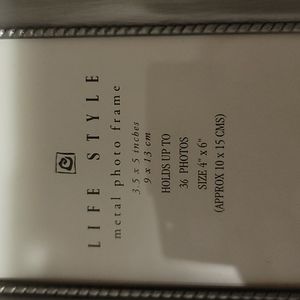 LIFE STYLE
metal photo frame
3.5 x 5 inches
9 x 13 cm
HOLDS UP TO
36 PHOTOS
SIZE 4" x 6"
(APPROX 10 x 15 CMS)